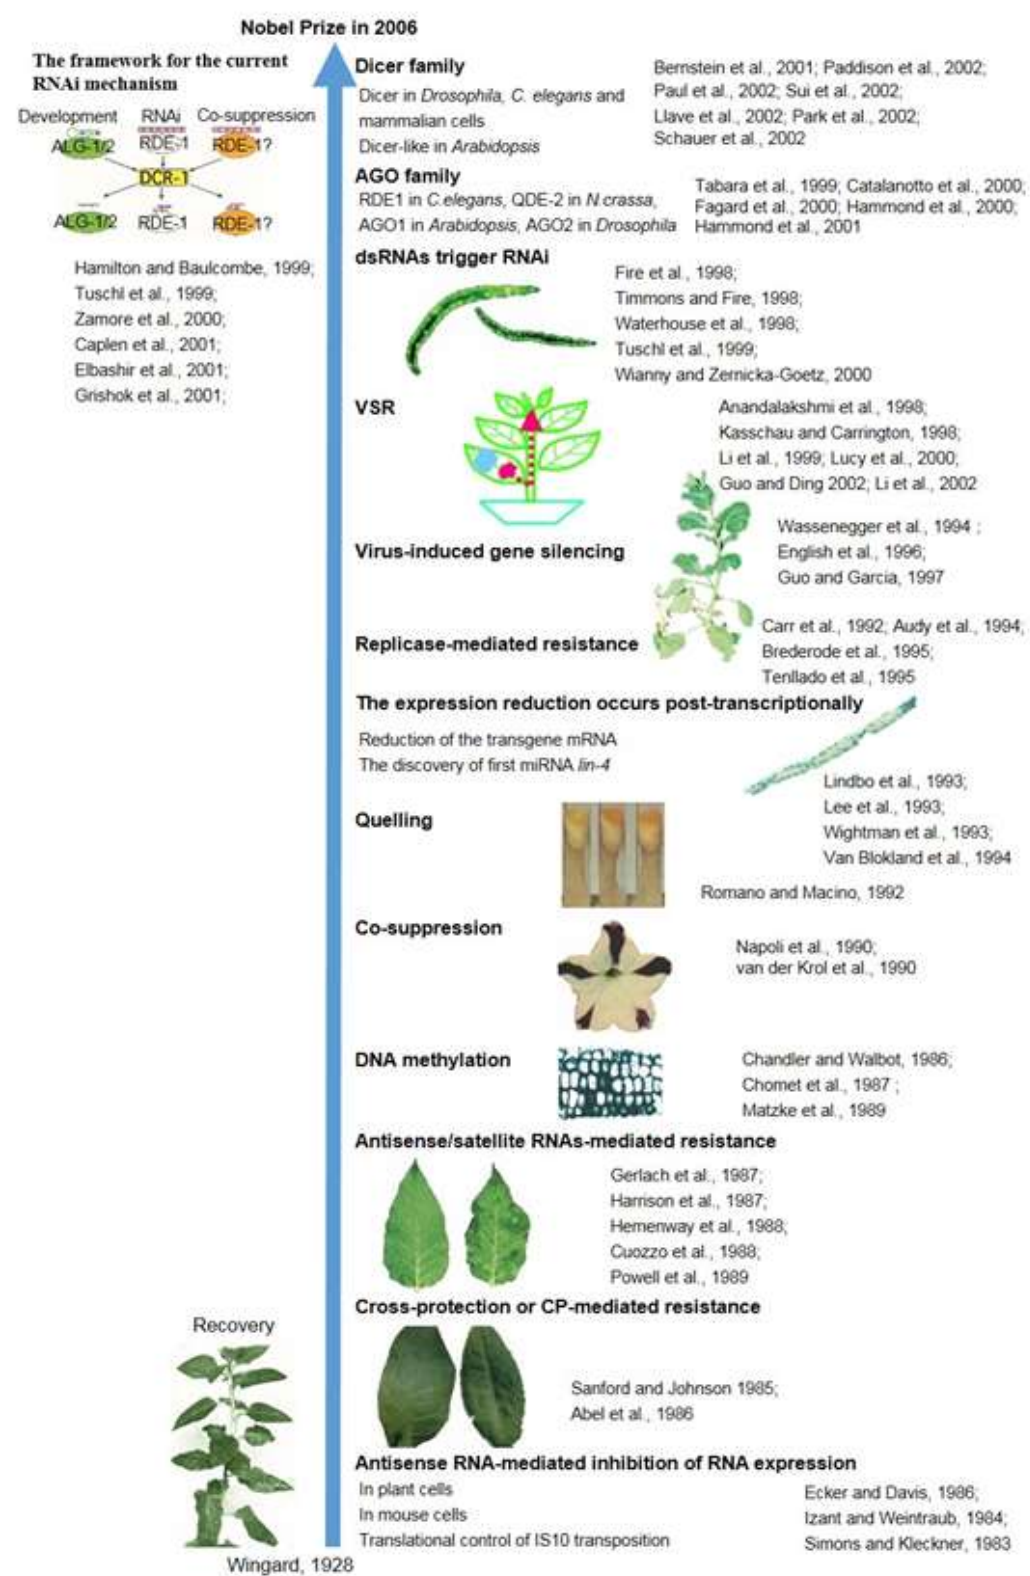 Nobel Prize in 2006
The framework for the current
RNAi mechanism
Development RNAi Co-suppression
ALG-1/2 RDE-1 RDE-1?
DCR-1
ALG-1/2 RDE-1 RDE-1?
Hamilton and Baulcombe, 1999;
Tuschl et al., 1999;
Zamore et al., 2000;
Caplen et al., 2001;
Elbashir et al., 2001;
Grishok et al., 2001;
Dicer family
Dicer in Drosophila, C. elegans and
mammalian cells
Dicer-like in Arabidopsis
Bernstein et al., 2001; Paddison et al., 2002;
Paul et al., 2002; Sui et al., 2002;
Llave et al., 2002; Park et al., 2002;
Schauer et al., 2002
AGO family
RDE1 in C.elegans, QDE-2 in N.crassa,
AGO1 in Arabidopsis, AGO2 in Drosophila
Tabara et al., 1999; Catalanotto et al., 2000;
Fagard et al., 2000; Hammond et al., 2000;
Hammond et al., 2001
dsRNAs trigger RNAi
Fire et al., 1998;
Timmons and Fire, 1998;
Waterhouse et al., 1998;
Tuschl et al., 1999;
Wianny and Zernicka-Goetz, 2000
VSR
Anandalakshmi et al., 1998;
Kasschau and Carrington, 1998;
Li et al., 1999; Lucy et al., 2000;
Guo and Ding 2002; Li et al., 2002
Virus-induced gene silencing
Wassenegger et al., 1994 ;
English et al., 1996;
Guo and Garcia, 1997
Replicase-mediated resistance
Carr et al., 1992; Audy et al., 1994;
Brederode et al., 1995;
Tenllado et al., 1995
The expression reduction occurs post-transcriptionally
Reduction of the transgene mRNA
The discovery of first miRNA lin-4
Lindbo et al., 1993;
Lee et al., 1993;
Wightman et al., 1993;
Van Blokland et al., 1994
Quelling
Romano and Macino, 1992
Co-suppression
Napoli et al., 1990;
van der Krol et al., 1990
DNA methylation
Chandler and Walbot, 1986;
Chomet et al., 1987 ;
Matzke et al., 1989
Antisense/satellite RNAs-mediated resistance
Gerlach et al., 1987;
Harrison et al., 1987;
Hemenway et al., 1988;
Cuozzo et al., 1988;
Powell et al., 1989
Cross-protection or CP-mediated resistance
Sanford and Johnson 1985;
Abel et al., 1986
Recovery
Antisense RNA-mediated inhibition of RNA expression
In plant cells
In mouse cells
Translational control of IS10 transposition
Ecker and Davis, 1986;
Izant and Weintraub, 1984;
Simons and Kleckner, 1983
Wingard, 1928